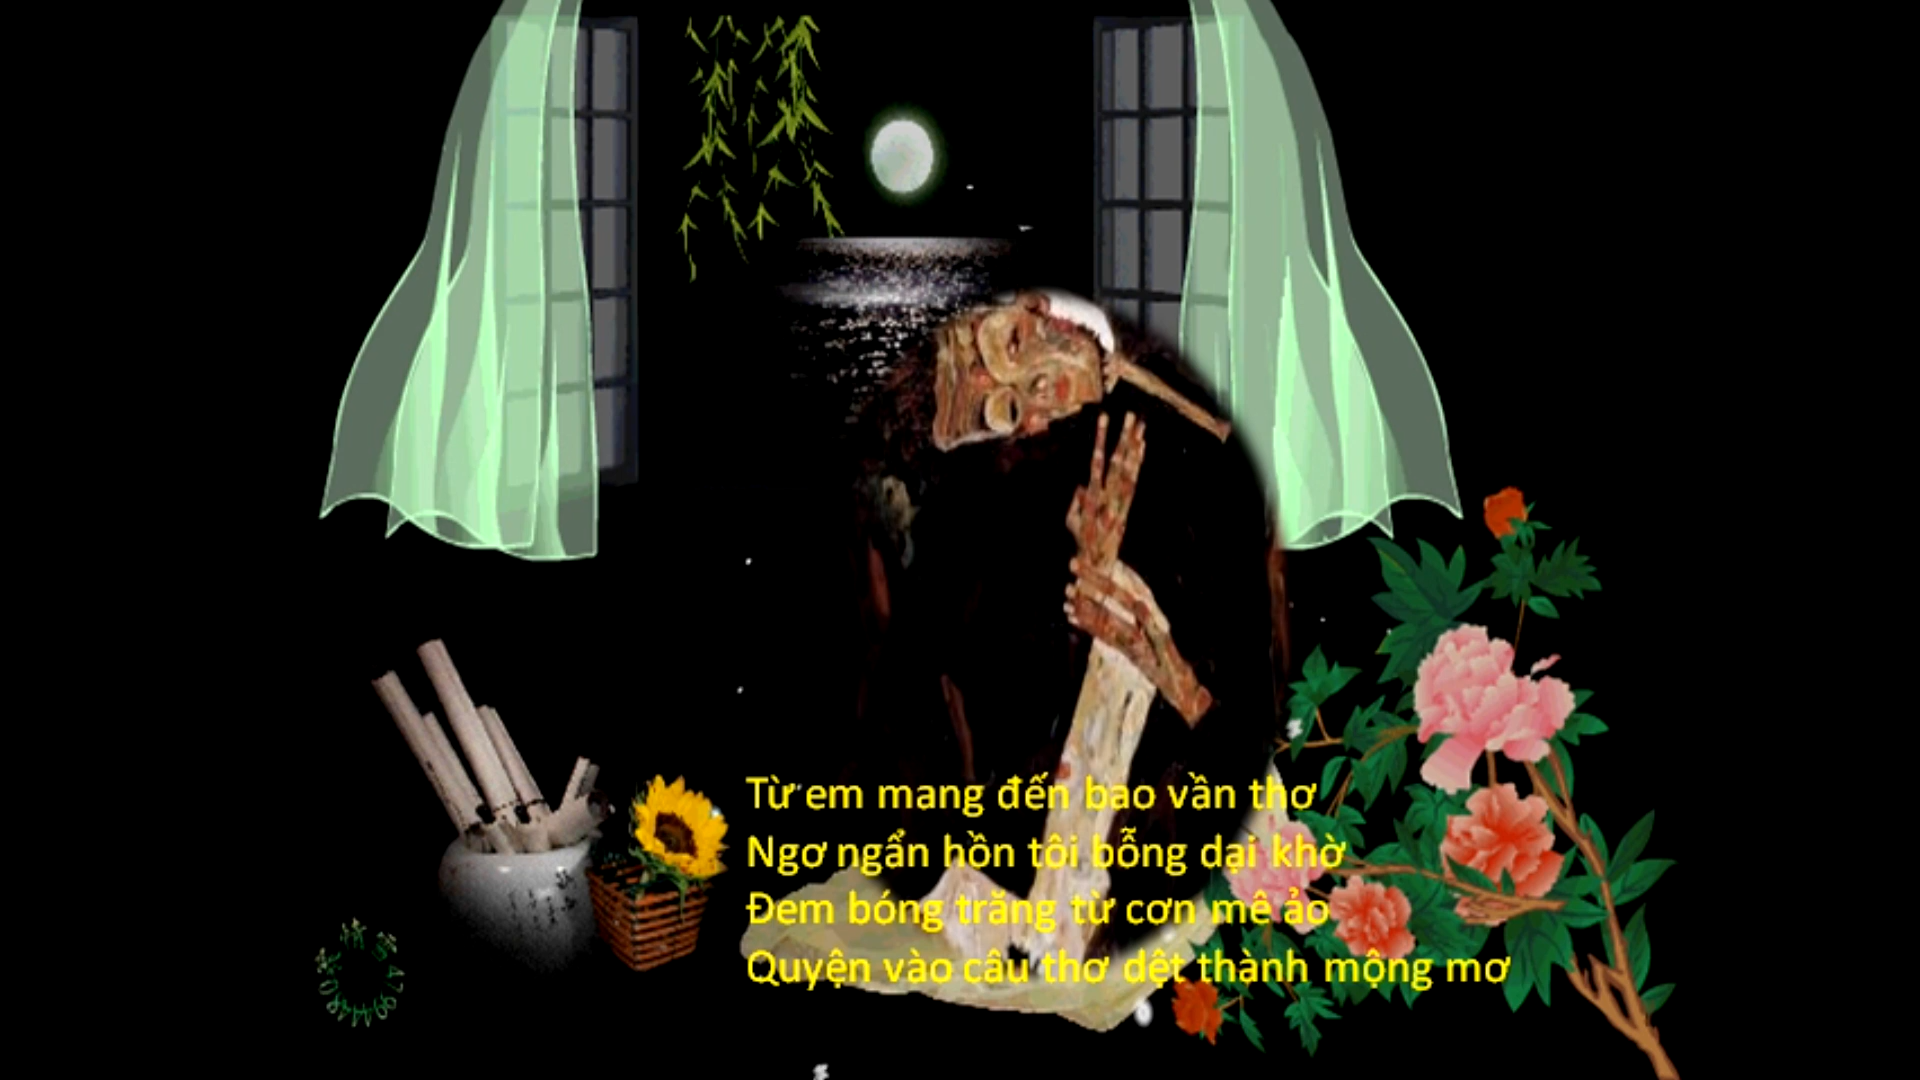 Từ em mang đến bao vần thơ
Ngơ ngẩn hồn tôi bỗng dại khờ
Đem bóng trăng từ cơn mê ảo
Quyện vào câu thơ dệt thành mộng mơ